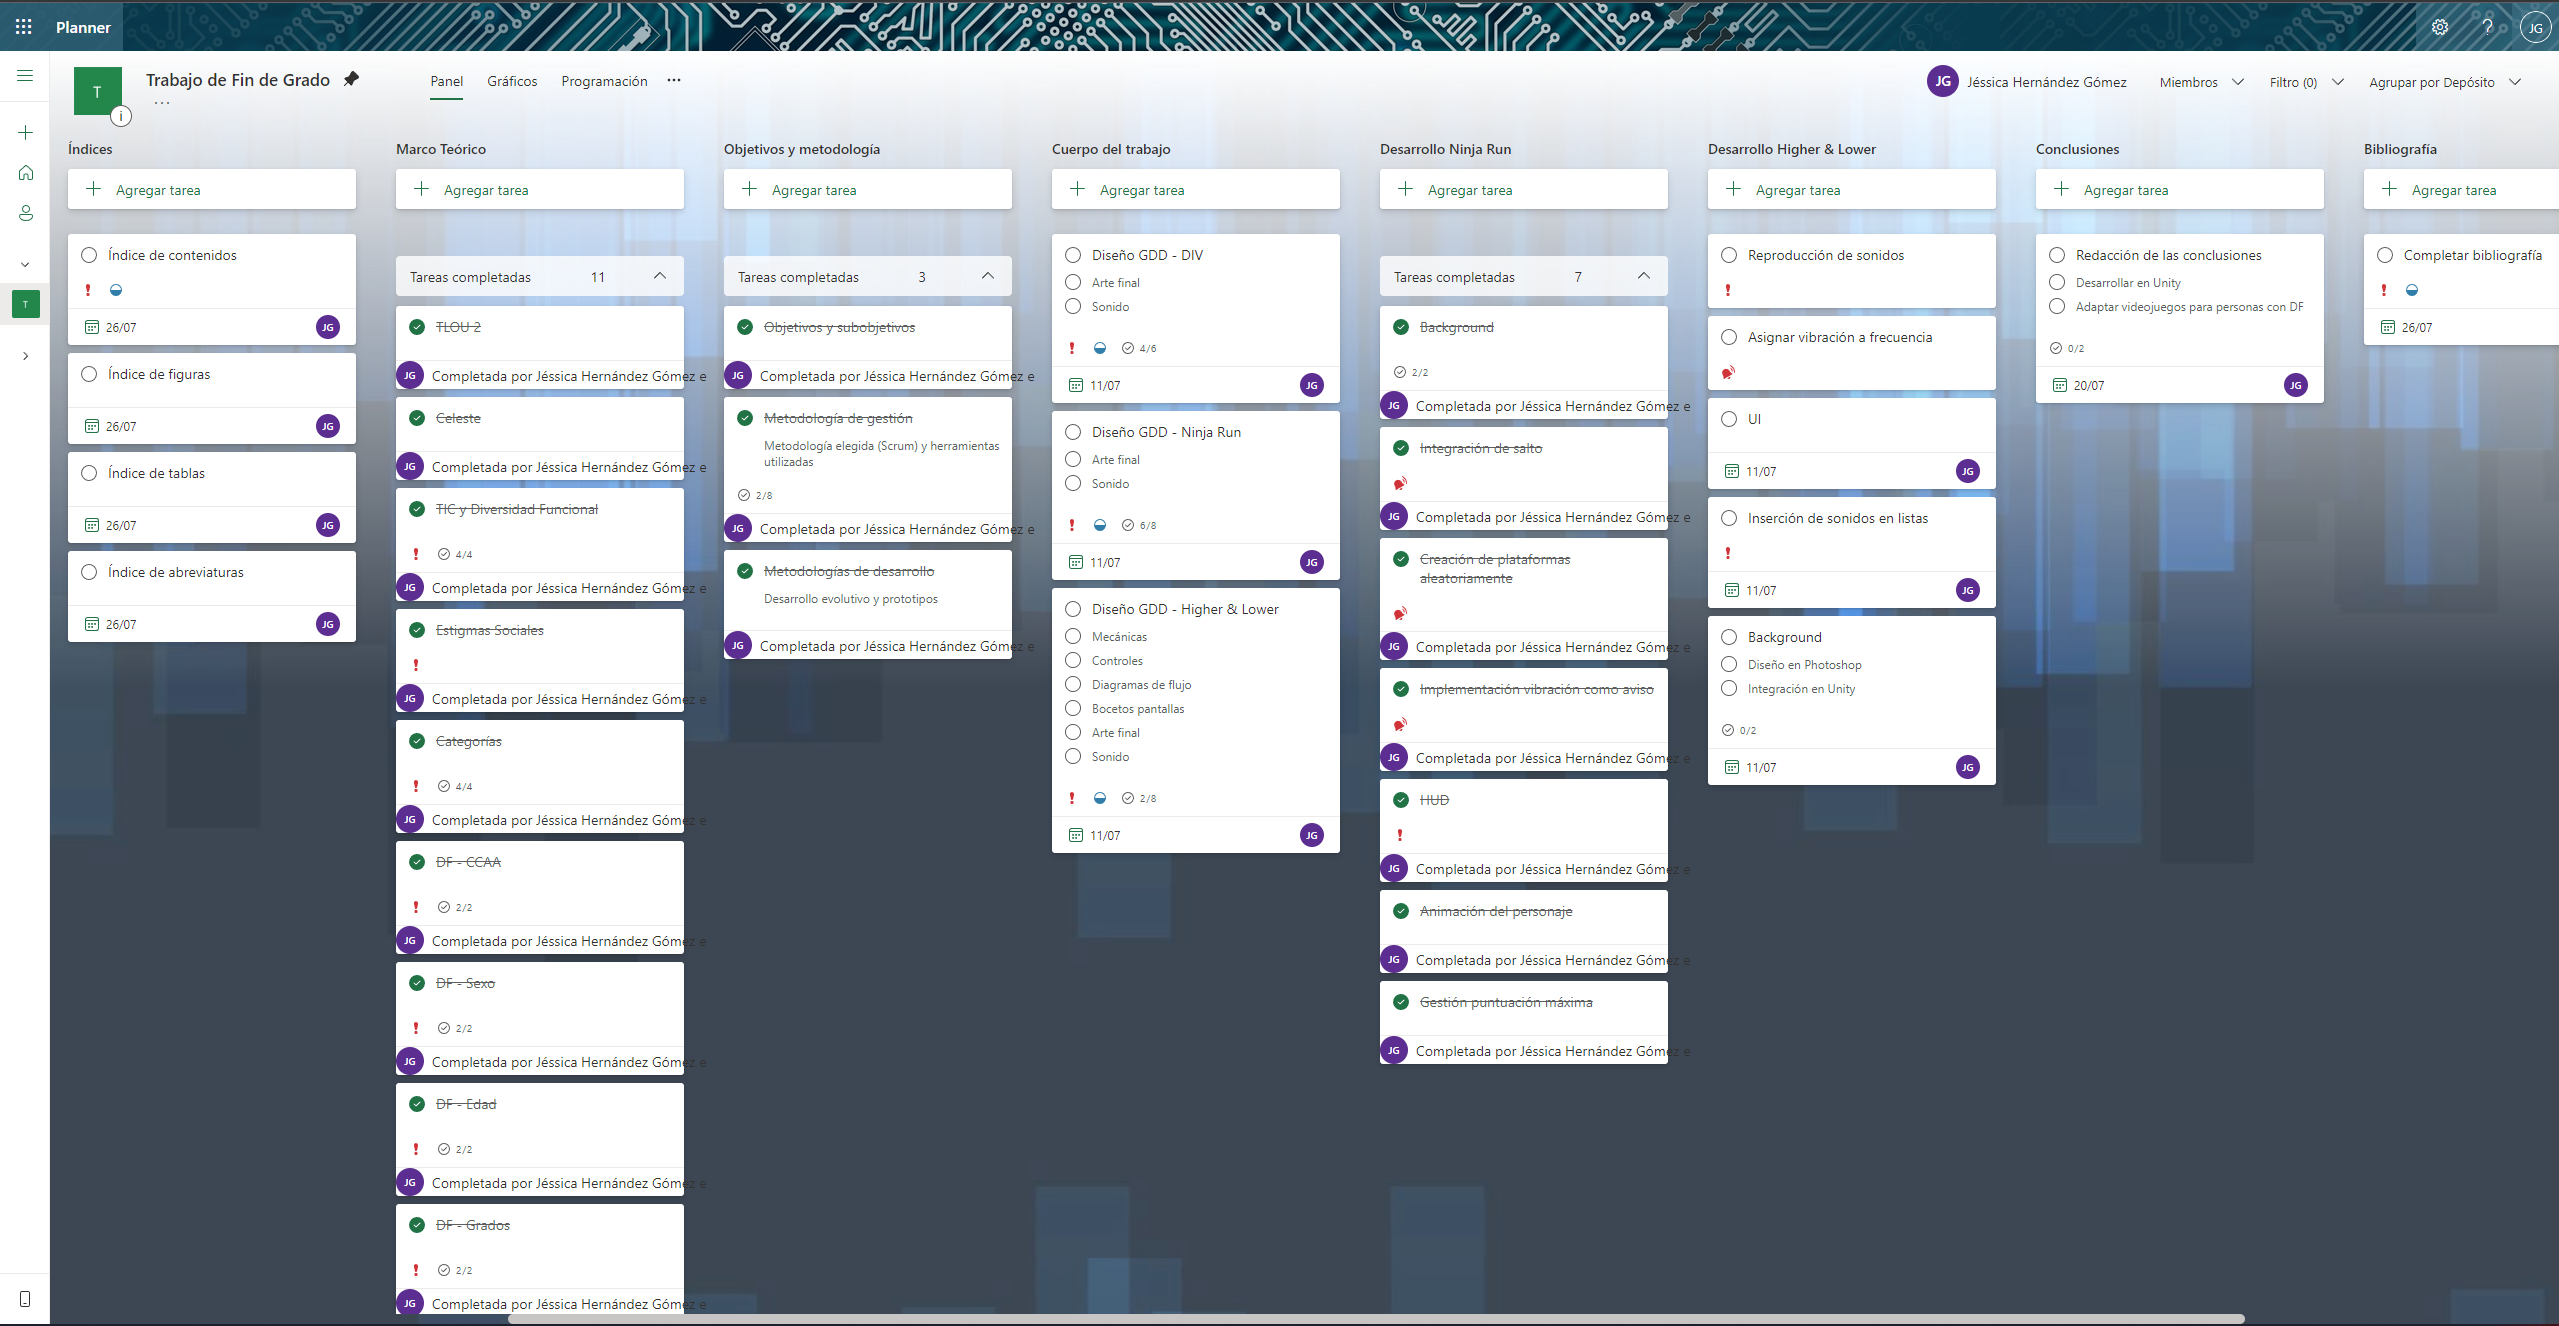 Planner
JG
Trabajo de Fin de Grado
Panel
Gráficos
Programación
JG
Jéssica Hernández Gómez
Miembros
Filtro (0)
Agrupar por Depósito
T
T
Índices
Agregar tarea
Índice de contenidos
26/07
JG
Índice de figuras
26/07
JG
Índice de tablas
26/07
JG
Índice de abreviaturas
26/07
JG
Marco Teórico
Agregar tarea
Tareas completadas 11
TLOU 2
JG Completada por Jéssica Hernández Gómez e
Celeste
JG Completada por Jéssica Hernández Gómez e
TIC y Diversidad Funcional
4/4
JG Completada por Jéssica Hernández Gómez e
Estigmas Sociales
JG Completada por Jéssica Hernández Gómez e
Categorías
4/4
JG Completada por Jéssica Hernández Gómez e
DF - CCAA
2/2
JG Completada por Jéssica Hernández Gómez e
DF - Sexo
2/2
JG Completada por Jéssica Hernández Gómez e
DF - Edad
2/2
JG Completada por Jéssica Hernández Gómez e
DF - Grados
2/2
JG Completada por Jéssica Hernández Gómez e
Objetivos y metodología
Agregar tarea
Tareas completadas 3
Objetivos y subobjetivos
JG Completada por Jéssica Hernández Gómez e
Metodología de gestión
Metodología elegida (Scrum) y herramientas
utilizadas
2/8
JG Completada por Jéssica Hernández Gómez e
Metodologías de desarrollo
Desarrollo evolutivo y prototipos
JG Completada por Jéssica Hernández Gómez e
Cuerpo del trabajo
Agregar tarea
Diseño GDD - DIV
Arte final
Sonido
4/6
11/07
JG
Diseño GDD - Ninja Run
Arte final
Sonido
6/8
11/07
JG
Diseño GDD - Higher & Lower
Mecánicas
Controles
Diagramas de flujo
Bocetos pantallas
Arte final
Sonido
2/8
11/07
JG
Desarrollo Ninja Run
Agregar tarea
Tareas completadas 7
Background
2/2
JG Completada por Jéssica Hernández Gómez e
Integración de salto
JG Completada por Jéssica Hernández Gómez e
Creación de plataformas
aleatoriamente
JG Completada por Jéssica Hernández Gómez e
Implementación vibración como aviso
JG Completada por Jéssica Hernández Gómez e
HUD
JG Completada por Jéssica Hernández Gómez e
Animación del personaje
JG Completada por Jéssica Hernández Gómez e
Gestión puntuación máxima
JG Completada por Jéssica Hernández Gómez e
Desarrollo Higher & Lower
Agregar tarea
Reproducción de sonidos
Asignar vibración a frecuencia
UI
11/07
JG
Inserción de sonidos en listas
11/07
JG
Background
Diseño en Photoshop
Integración en Unity
0/2
11/07
JG
Conclusiones
Agregar tarea
Redacción de las conclusiones
Desarrollar en Unity
Adaptar videojuegos para personas con DF
0/2
20/07
JG
Bibliografía
Agregar tarea
Completar bibliografía
26/07